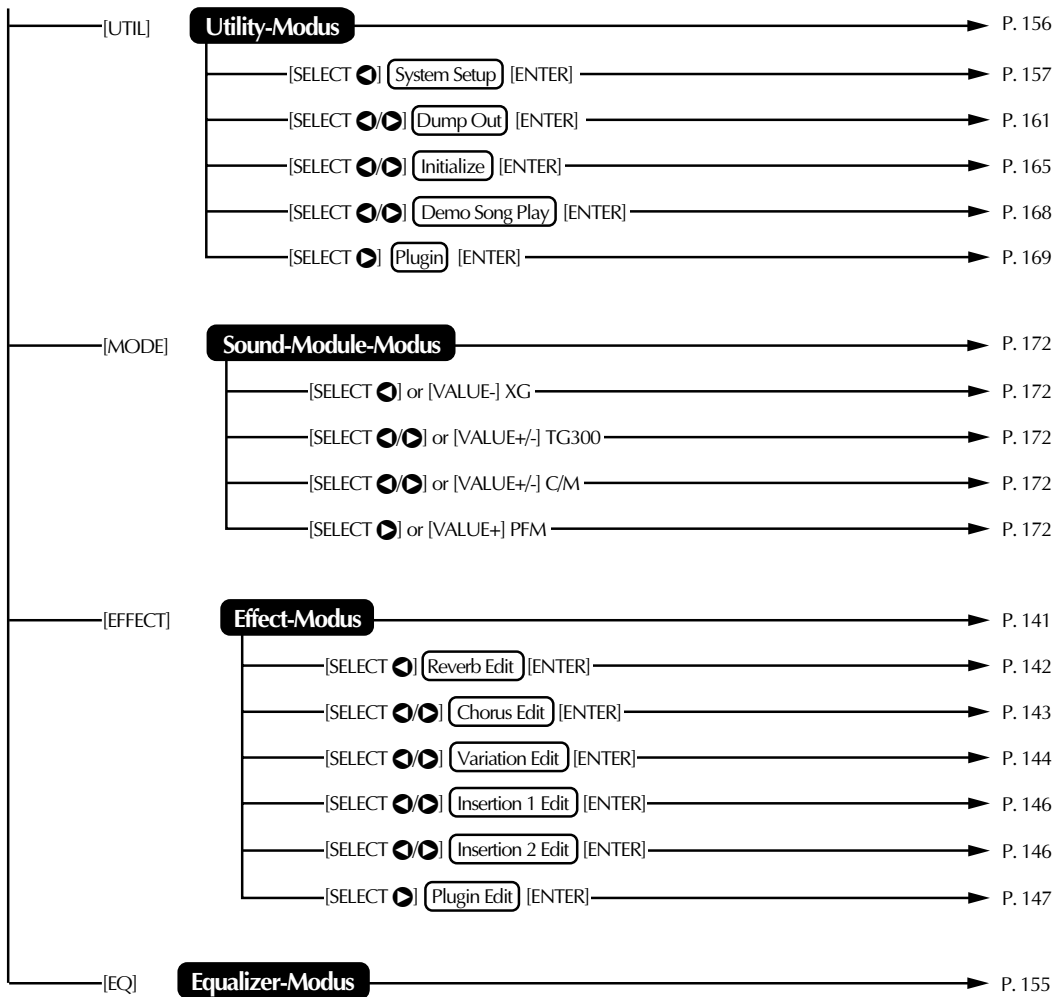 [UTIL] Utility-Modus P. 156
[SELECT ◀] System Setup [ENTER] P. 157
[SELECT ◀/▶] Dump Out [ENTER] P. 161
[SELECT ◀/▶] Initialize [ENTER] P. 165
[SELECT ◀/▶] Demo Song Play [ENTER] P. 168
[SELECT ▶] Plugin [ENTER] P. 169
[MODE] Sound-Module-Modus P. 172
[SELECT ◀] or [VALUE-] XG P. 172
[SELECT ◀/▶] or [VALUE+/-] TG300 P. 172
[SELECT ◀/▶] or [VALUE+/-] C/M P. 172
[SELECT ▶] or [VALUE+] PFM P. 172
[EFFECT] Effect-Modus P. 141
[SELECT ◀] Reverb Edit [ENTER] P. 142
[SELECT ◀/▶] Chorus Edit [ENTER] P. 143
[SELECT ◀/▶] Variation Edit [ENTER] P. 144
[SELECT ◀/▶] Insertion 1 Edit [ENTER] P. 146
[SELECT ◀/▶] Insertion 2 Edit [ENTER] P. 146
[SELECT ▶] Plugin Edit [ENTER] P. 147
[EQ] Equalizer-Modus P. 155